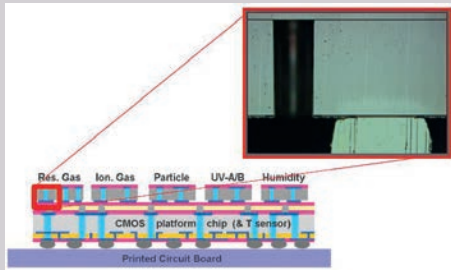 Res. Gas Ion. Gas Particle UV-A/B Humidity
CMOS platform chip (& T sensor)
Printed Circuit Board